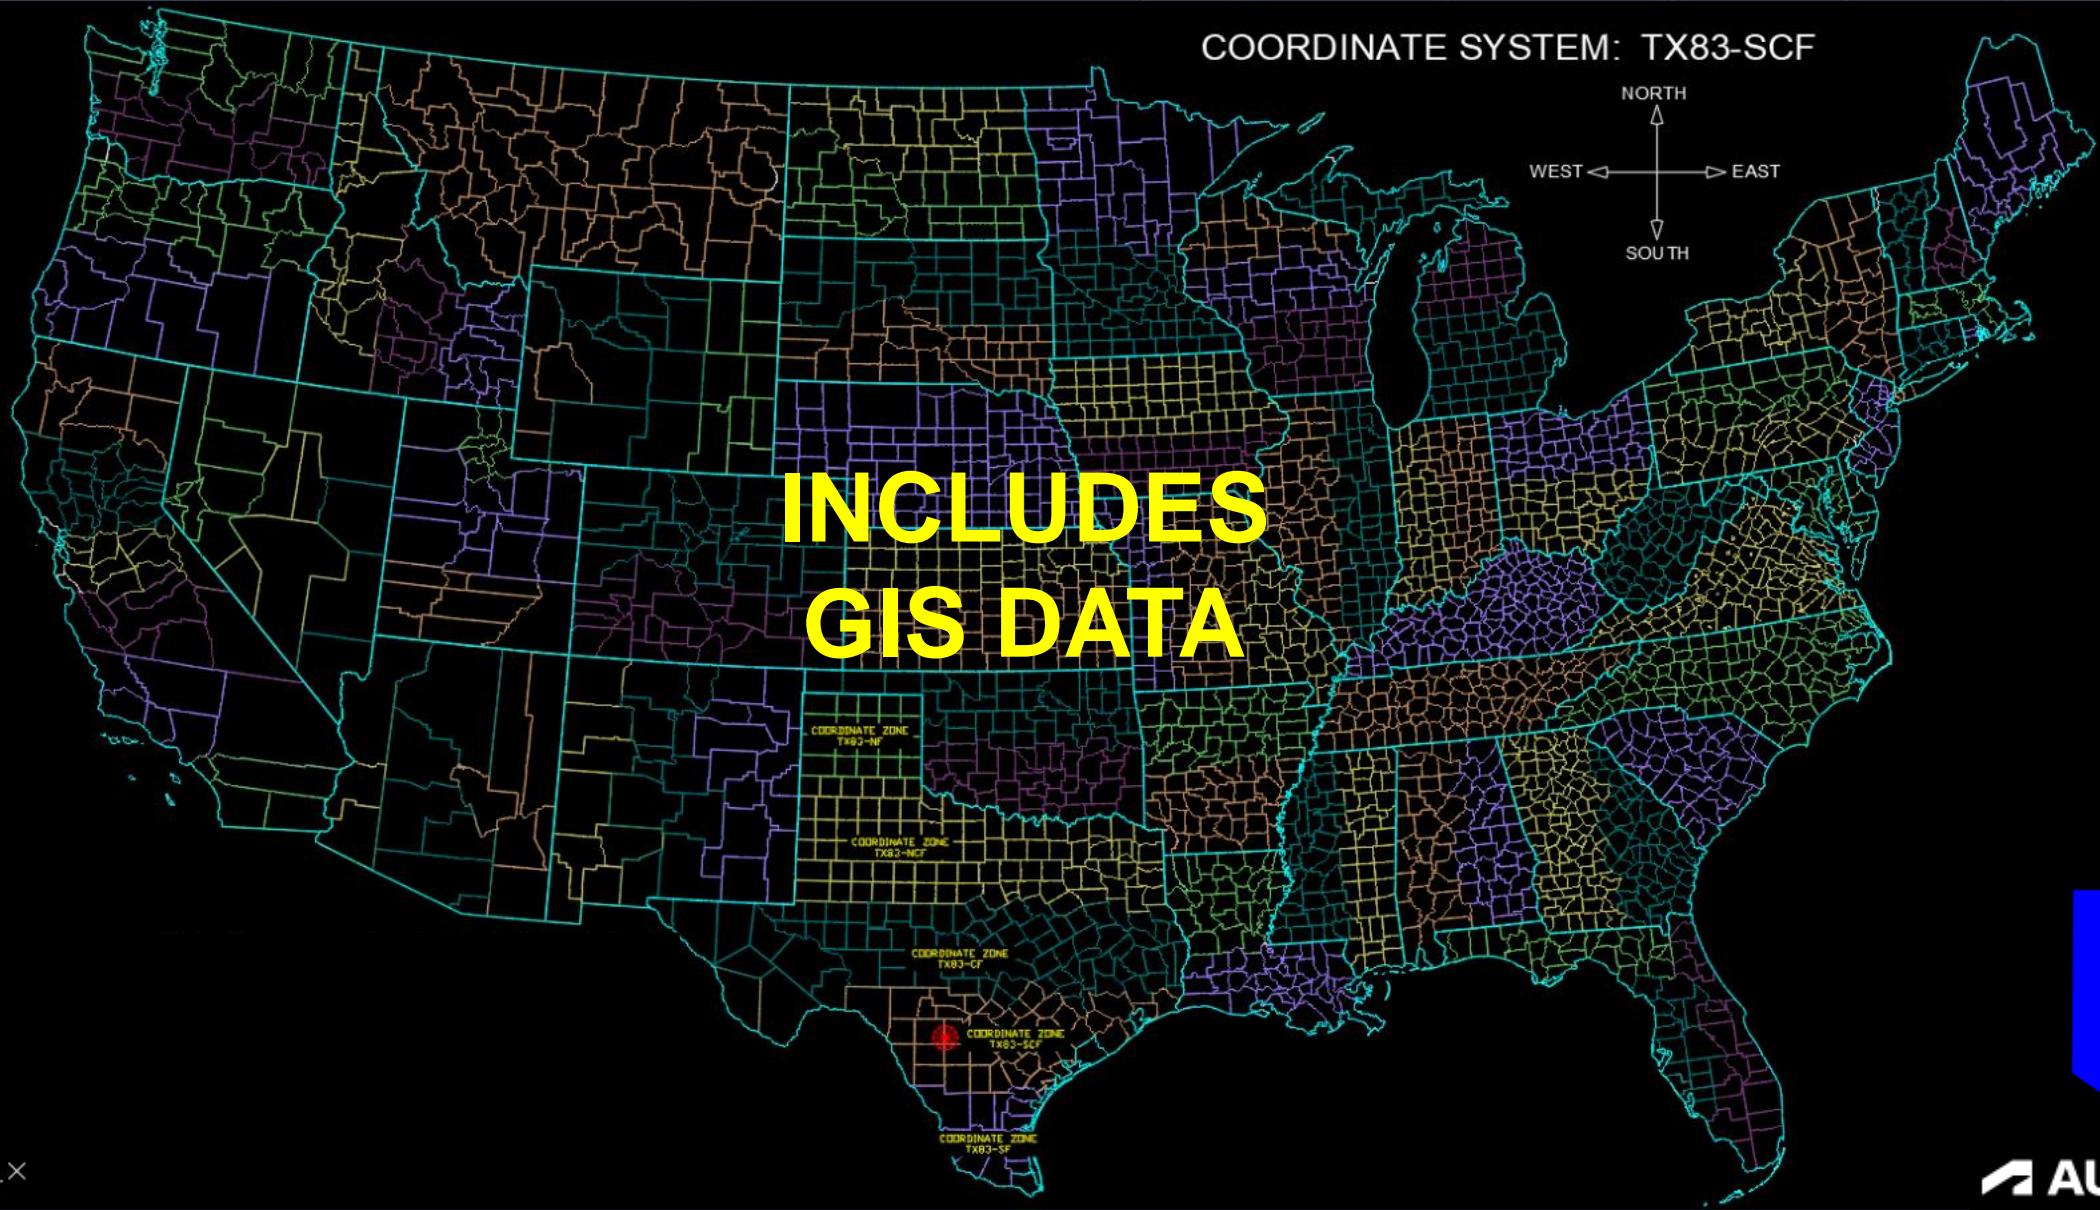 COORDINATE SYSTEM: TX83-SCF
NORTH
WEST
EAST
SOUTH
INCLUDES
GIS DATA
COORDINATE ZONE
TX83-NF
COORDINATE ZONE
TX83-NCF
COORDINATE ZONE
TX83-CF
COORDINATE ZONE
TX83-SCF
COORDINATE ZONE
TX83-SF
AU